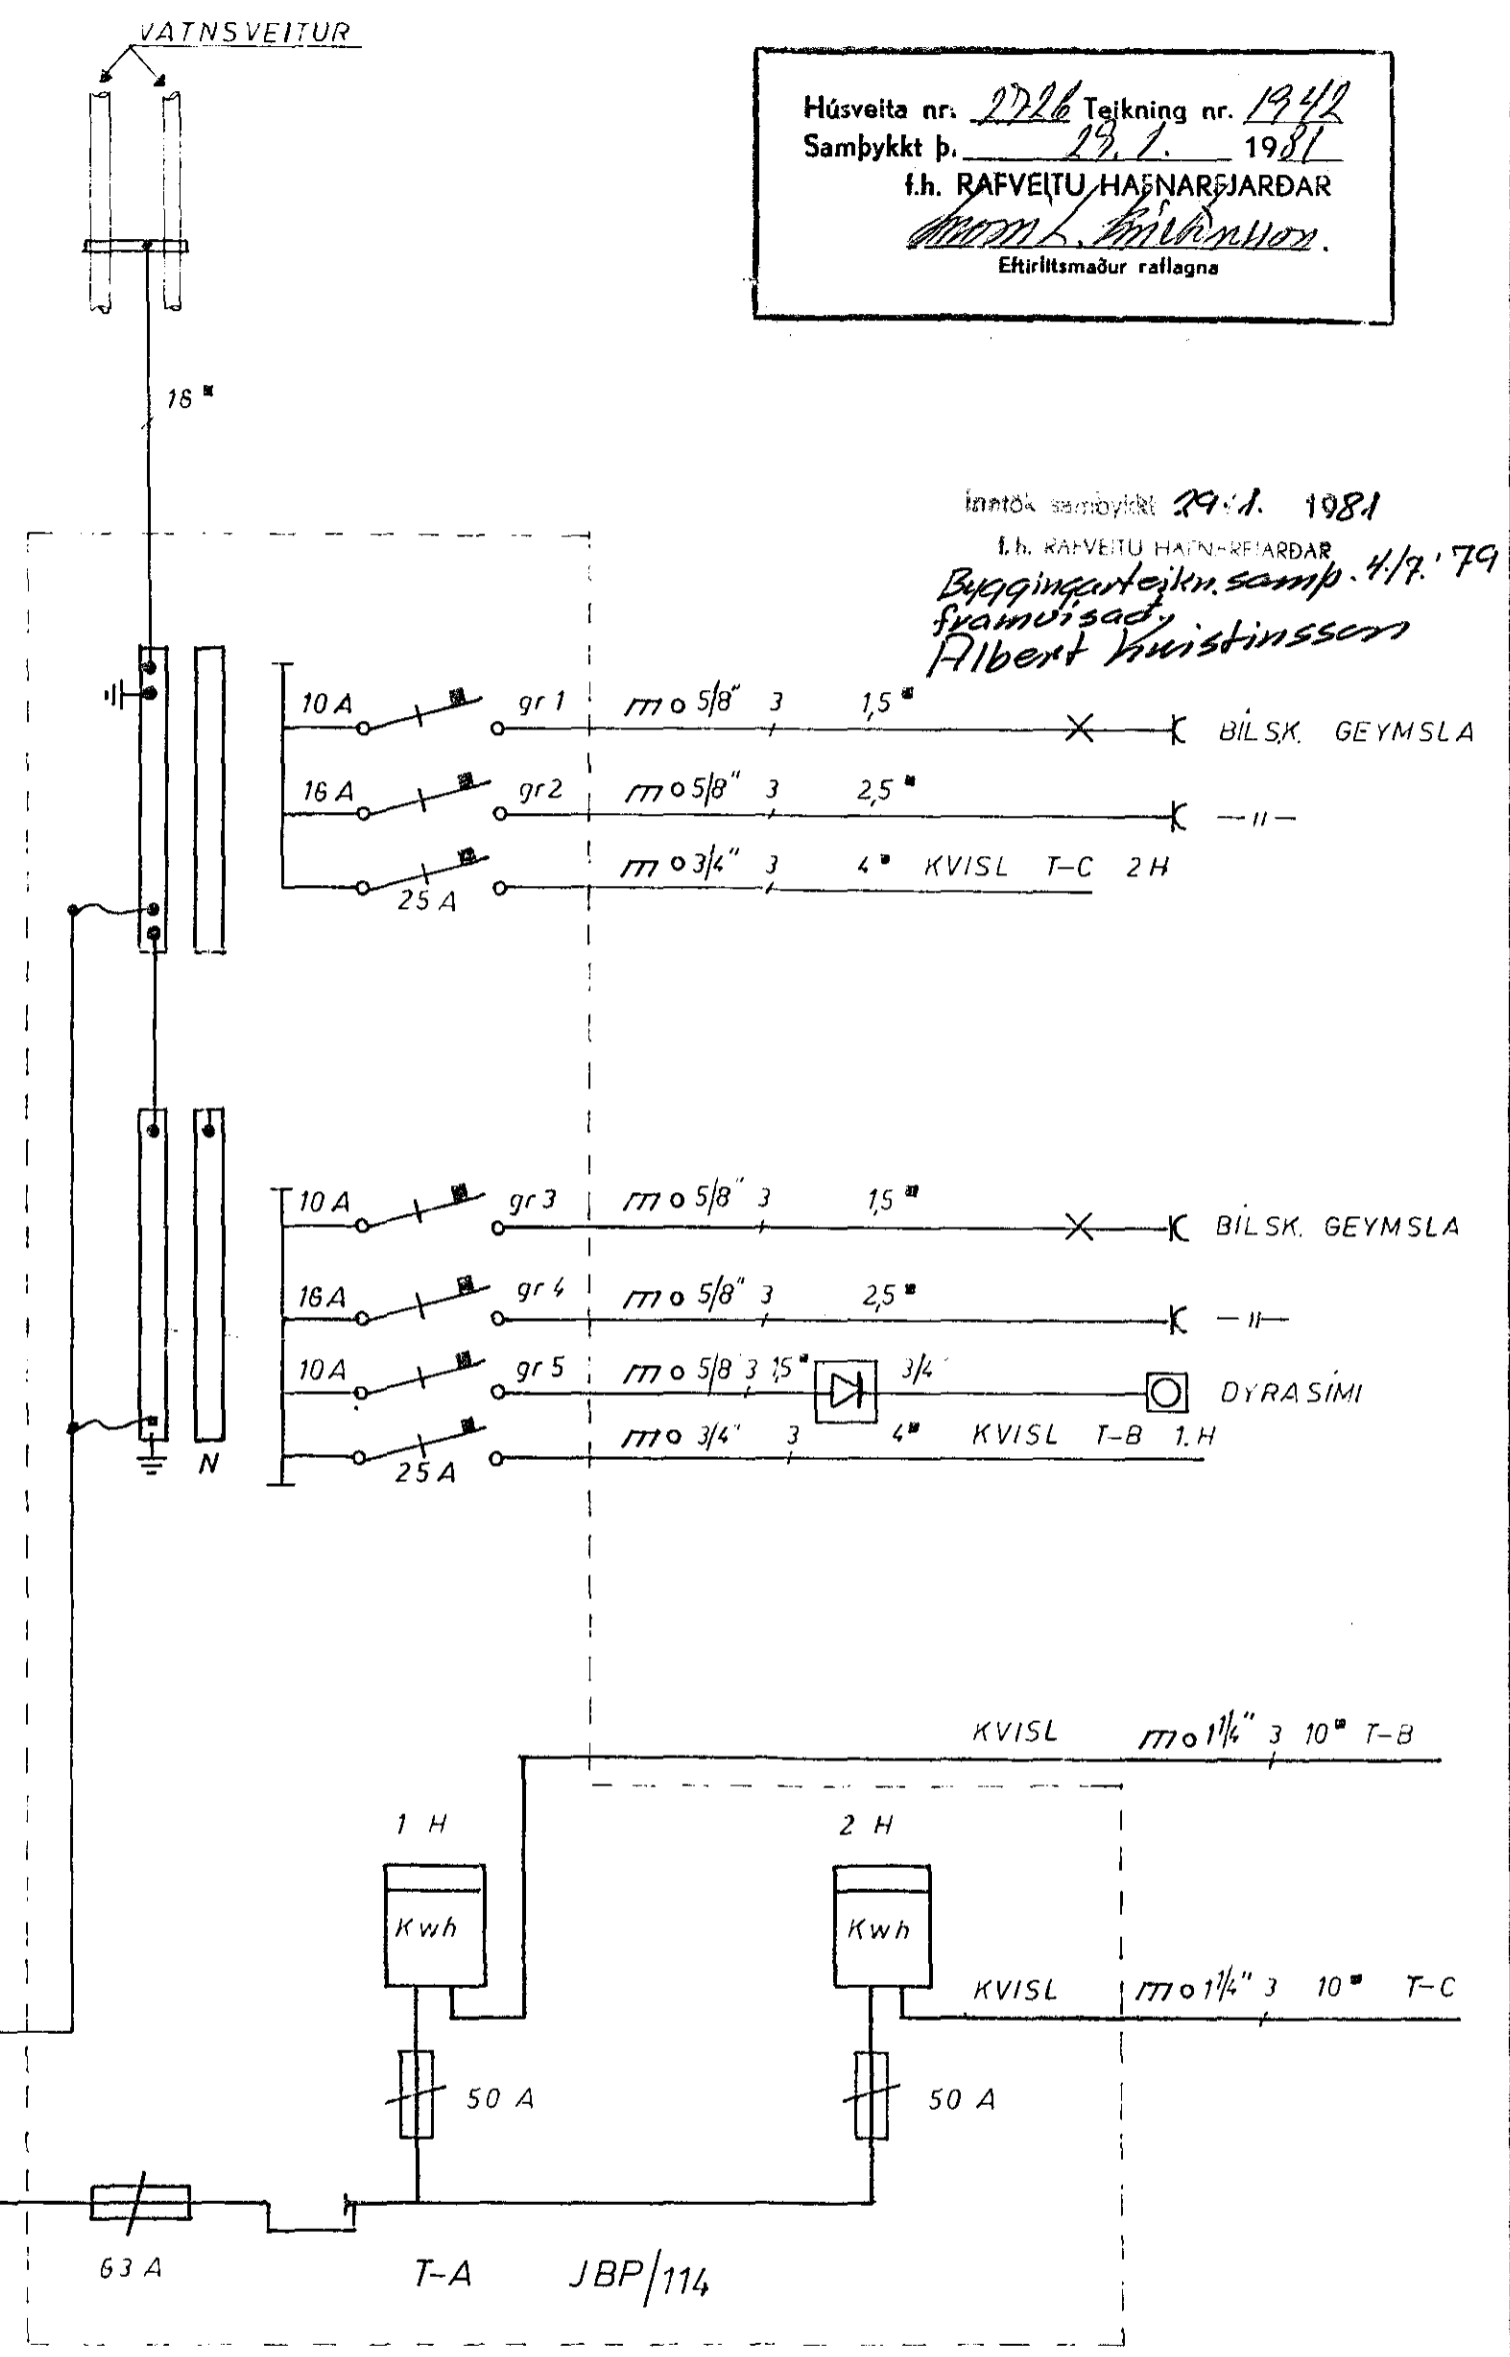 VATNSVEITUR
Húsveita nr. 2726 Teikning nr. 1942
Samþykkt þ. 29. 1. 1981
f.h. RAFVEITU HAFNARFJARÐAR
Eftirlitsmaður raflagna
16 ▪
Inntök samþykkt 29.1. 1981
f.h. RAFVEITU HAFNARFJARÐAR
Byggingarteikn. samþ. 4./7.'79
framvísað,
Albert Kristinsson
10 A gr 1 m o 5/8" 3 1,5 ▪ BÍLSK. GEYMSLA
16 A gr 2 m o 5/8" 3 2,5 ▪ — 11 —
25 A m o 3/4" 3 4 ▪ KVISL T-C 2 H
10 A gr 3 m o 5/8" 3 1,5 ▪ BÍLSK. GEYMSLA
16 A gr 4 m o 5/8" 3 2,5 ▪ — 11 —
10 A gr 5 m o 5/8 3 1,5 ▪ 3/4 DYRASÍMI
25 A m o 3/4" 3 4 ▪ KVISL T-B 1. H
N
KVISL m o 1 1/4" 3 10 ▪ T-B
1 H 2 H
Kwh Kwh
KVISL m o 1 1/4" 3 10 ▪ T-C
50 A 50 A
63 A T-A JBP/114